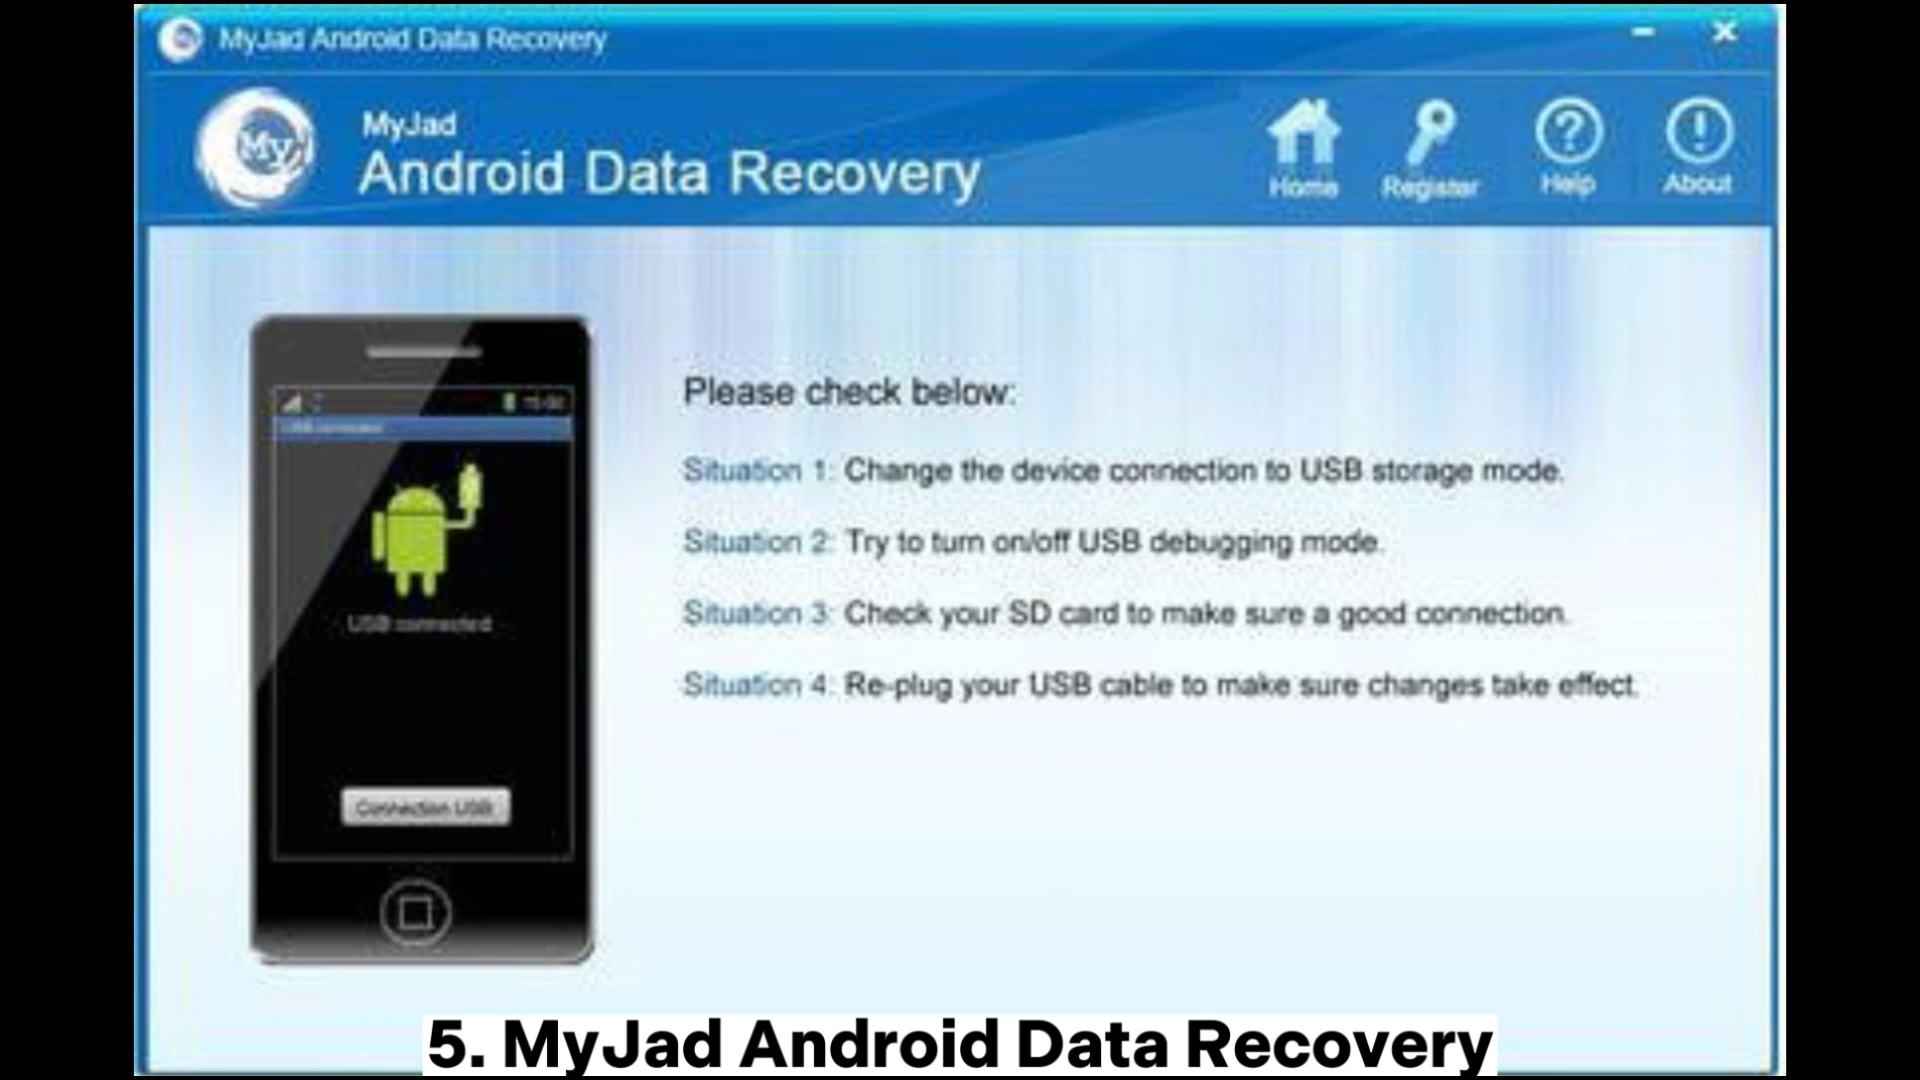 MyJad Android Data Recovery
My
MyJad
Android Data Recovery
Home
Register
Help
About
Please check below:
Situation 1: Change the device connection to USB storage mode.
Situation 2: Try to turn on/off USB debugging mode.
Situation 3: Check your SD card to make sure a good connection.
Situation 4: Re-plug your USB cable to make sure changes take effect.
USB connected
USB connected
Connection USB
5. MyJad Android Data Recovery